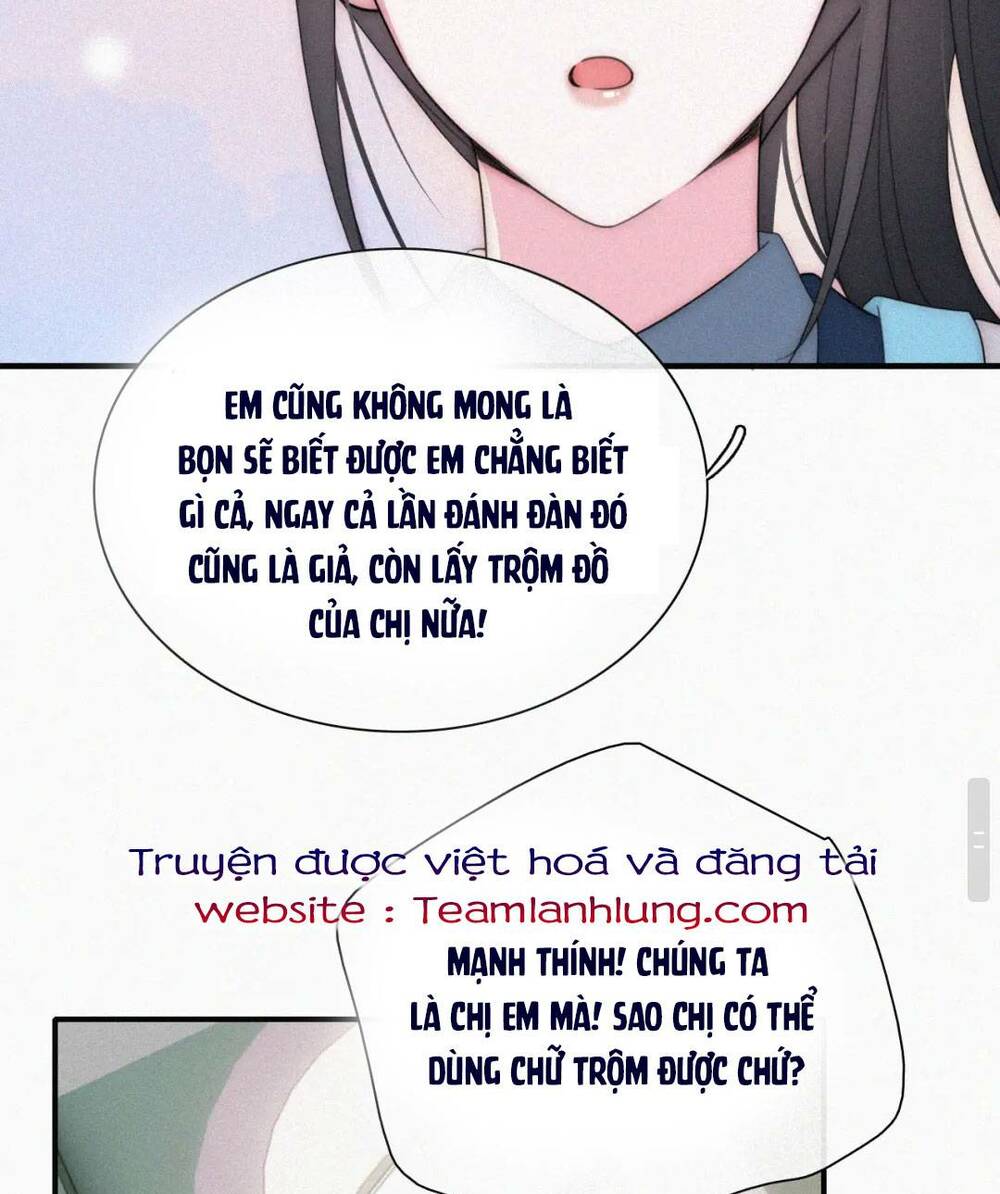 EM CŨNG KHÔNG MONG LÀ
BỌN SẼ BIẾT ĐƯỢC EM CHẲNG BIẾT
GÌ CẢ, NGAY CẢ LẦN ĐÁNH ĐÀN ĐÓ
CŨNG LÀ GIẢ, CÒN LẤY TRỘM ĐỒ
CỦA CHỊ NỮA!
Truyện được việt hoá và đăng tải
website : Teamlanhlung.com
MẠNH THÍNH! CHÚNG TA
LÀ CHỊ EM MÀ! SAO CHỊ CÓ THỂ
DÙNG CHỮ TRỘM ĐƯỢC CHỨ?